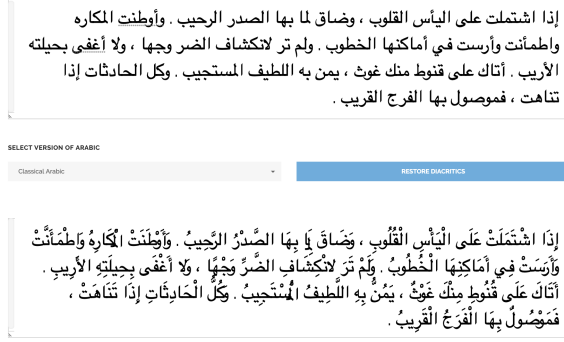 إذا اشتملت على اليأس القلوب ، وضاق لما بها الصدر الرحيب . وأوطنت المكاره
واطمأنت وأرست في أماكنها الخطوب . ولم تر لانكشاف الضر وجها ، ولا أغفى بحيلته
الأريب . أتاك على قنوط منك غوث ، يمن به اللطيف المستجيب . وكل الحادثات إذا
تناهت ، فموصول بها الفرج القريب .
SELECT VERSION OF ARABIC
Classical Arabic
RESTORE DIACRITICS
إِذَا اشْتَمَلَتْ عَلَى الْيَأْسِ الْقُلُوبِ ، وَضَاقَ لِمَا بِهَا الصَّدْرُ الرَّحِيبُ . وَأَوْطَنَتْ الْمَكَارِهُ وَاطْمَأَنَّتْ
وَأَرَسَتْ فِي أَمَاكِنِهَا الْخُطُوبُ . وَلَمْ تَرَ لِانْكِشَافِ الضَّرِّ وَجْهًا ، وَلَا أَغْفَى بِحِيلَتِهِ الْأَرِيبِ .
أَتَاكَ عَلَى قُنُوطِ مِنْكَ غَوْثٌ ، يَمُنُّ بِهِ اللَّطِيفُ الْمُسْتَجِيبُ . وَكُلُّ الْحَادِثَاتِ إِذَا تَنَاهَتْ ،
فَمَوْصُولٌ بِهَا الْفَرَجُ الْقَرِيبُ .